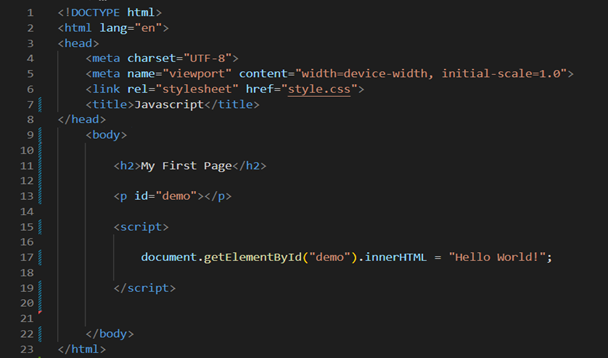 1 <!DOCTYPE html>
2 <html lang="en">
3 <head>
4     <meta charset="UTF-8">
5     <meta name="viewport" content="width=device-width, initial-scale=1.0">
6     <link rel="stylesheet" href="style.css">
7     <title>Javascript</title>
8 </head>
9     <body>
10
11         <h2>My First Page</h2>
12
13         <p id="demo"></p>
14
15         <script>
16
17             document.getElementById("demo").innerHTML = "Hello World!";
18
19         </script>
20
21
22     </body>
23 </html>